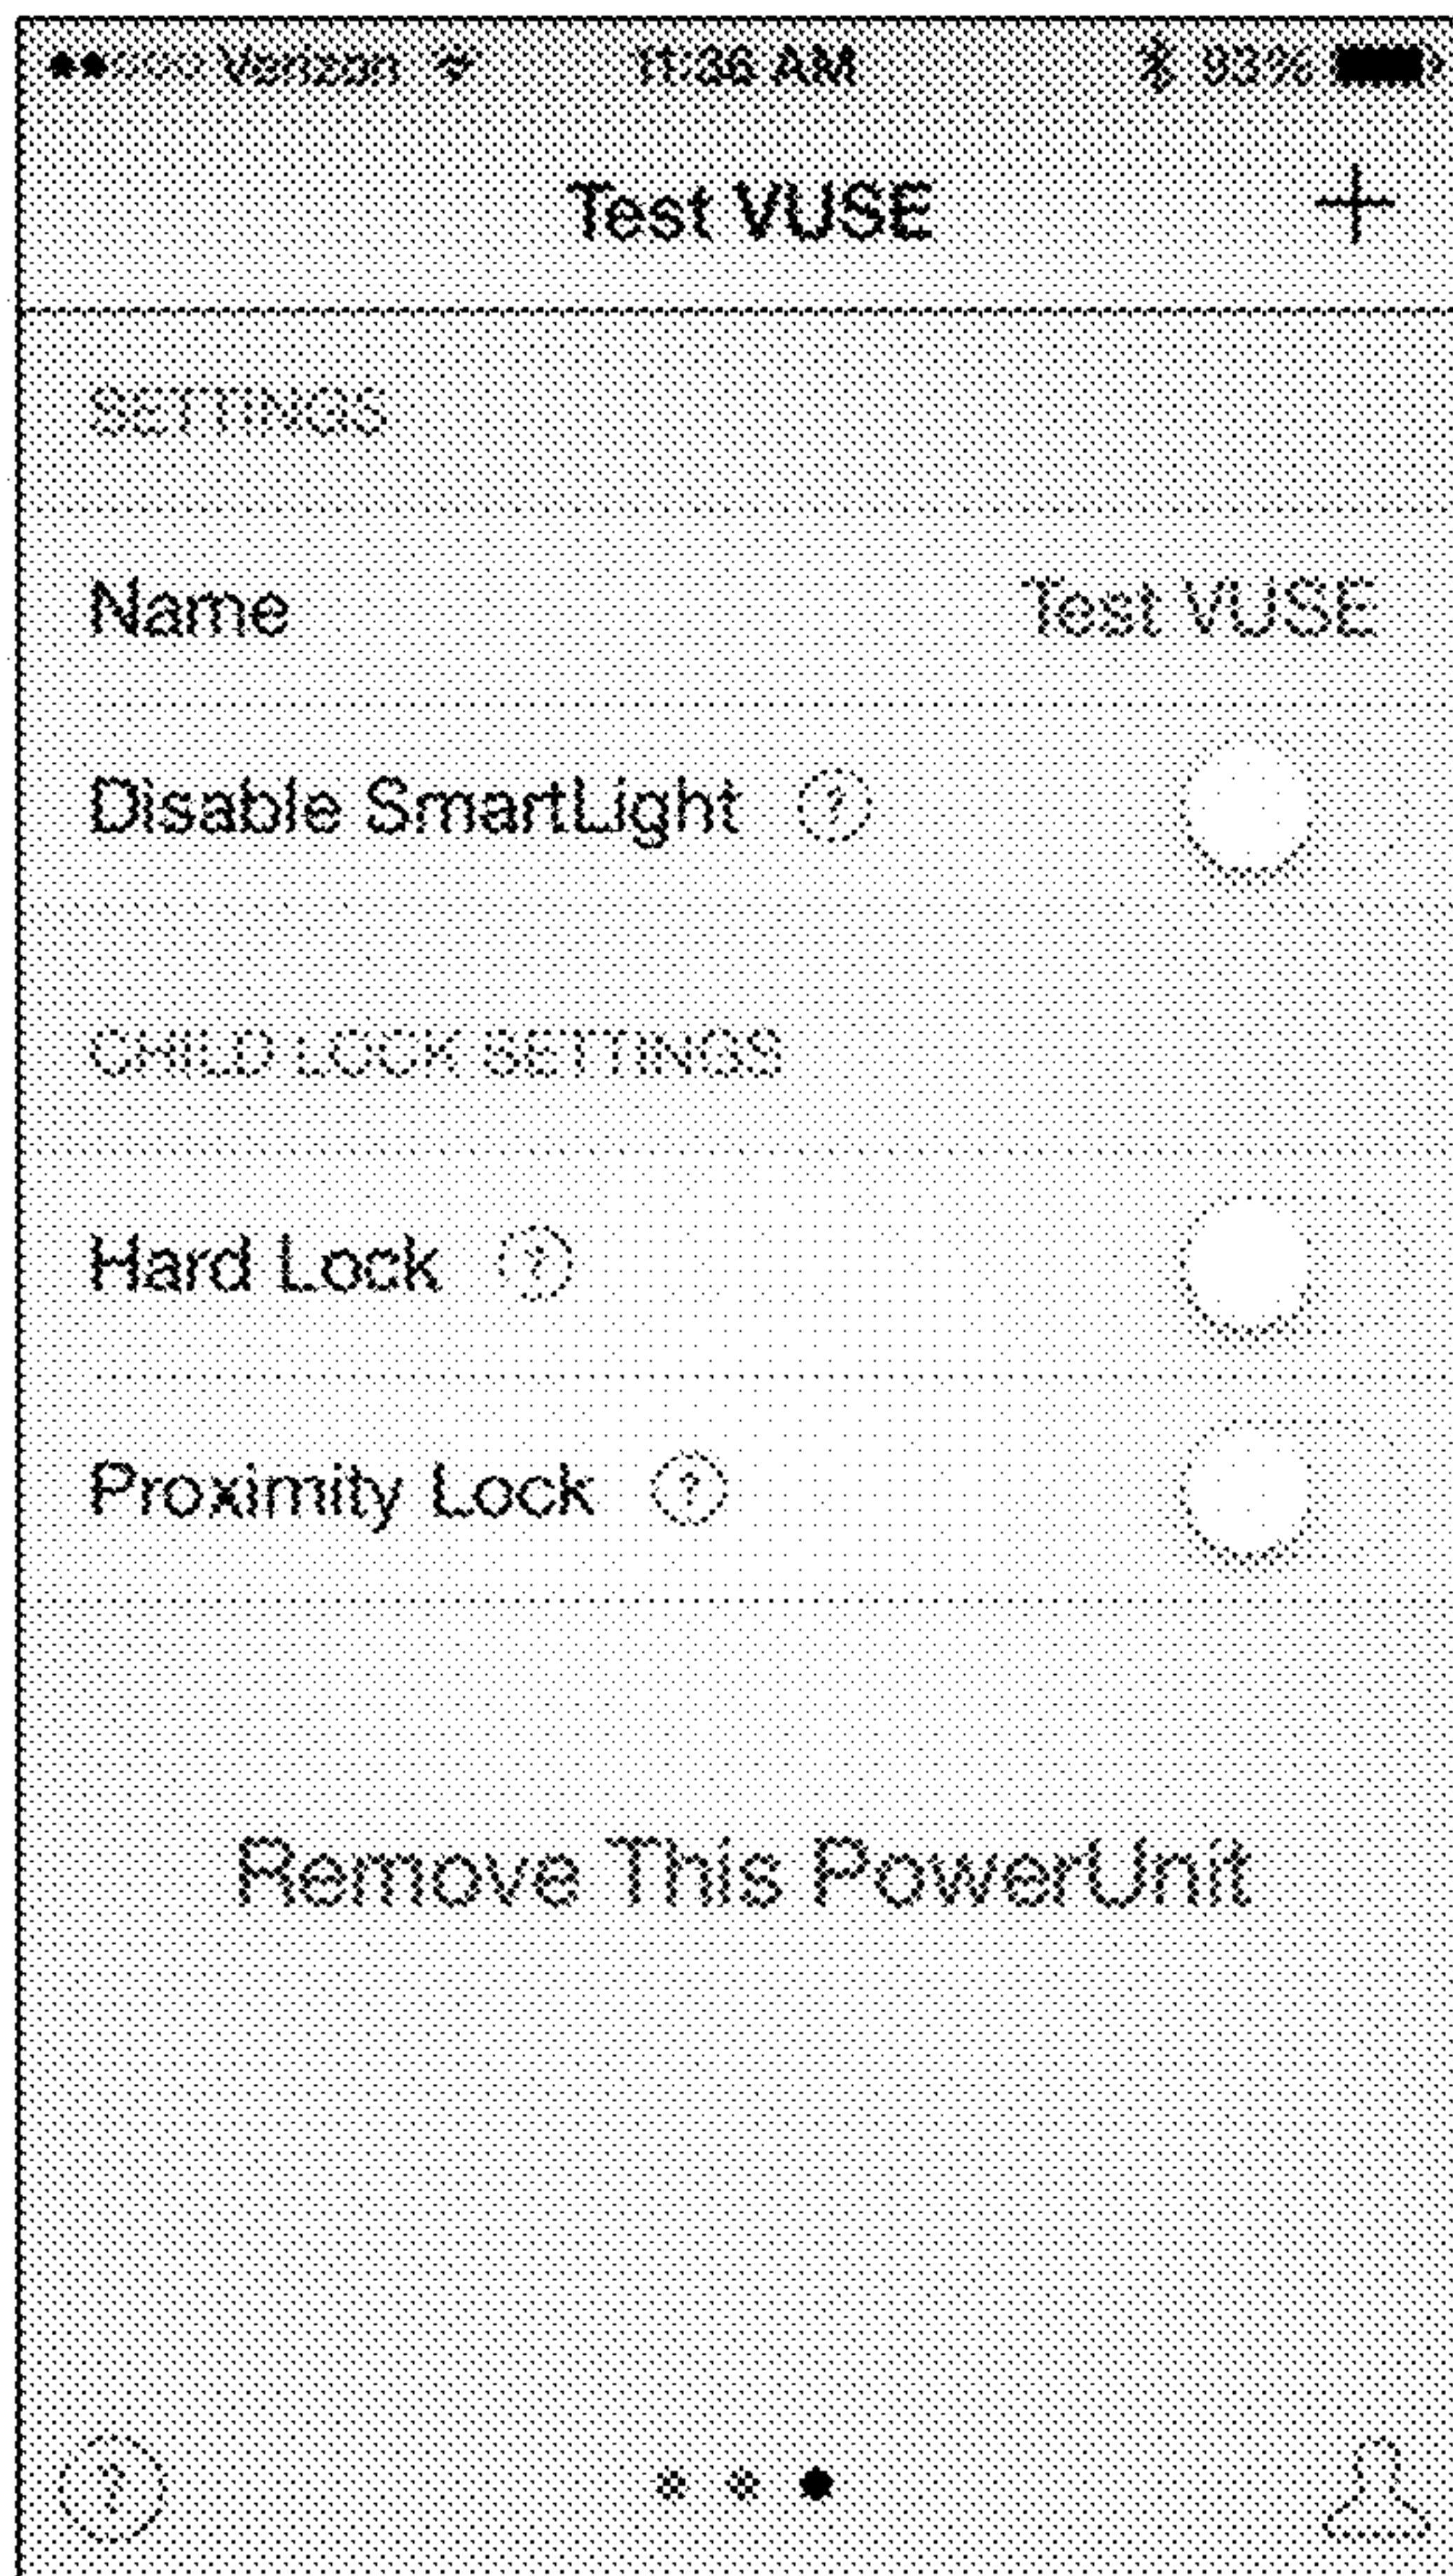 Verizon 11:36 AM 93%
Test VUSE +
SETTINGS
Name Test VUSE
Disable SmartLight ?
CHILD LOCK SETTINGS
Hard Lock ?
Proximity Lock ?
Remove This PowerUnit
?